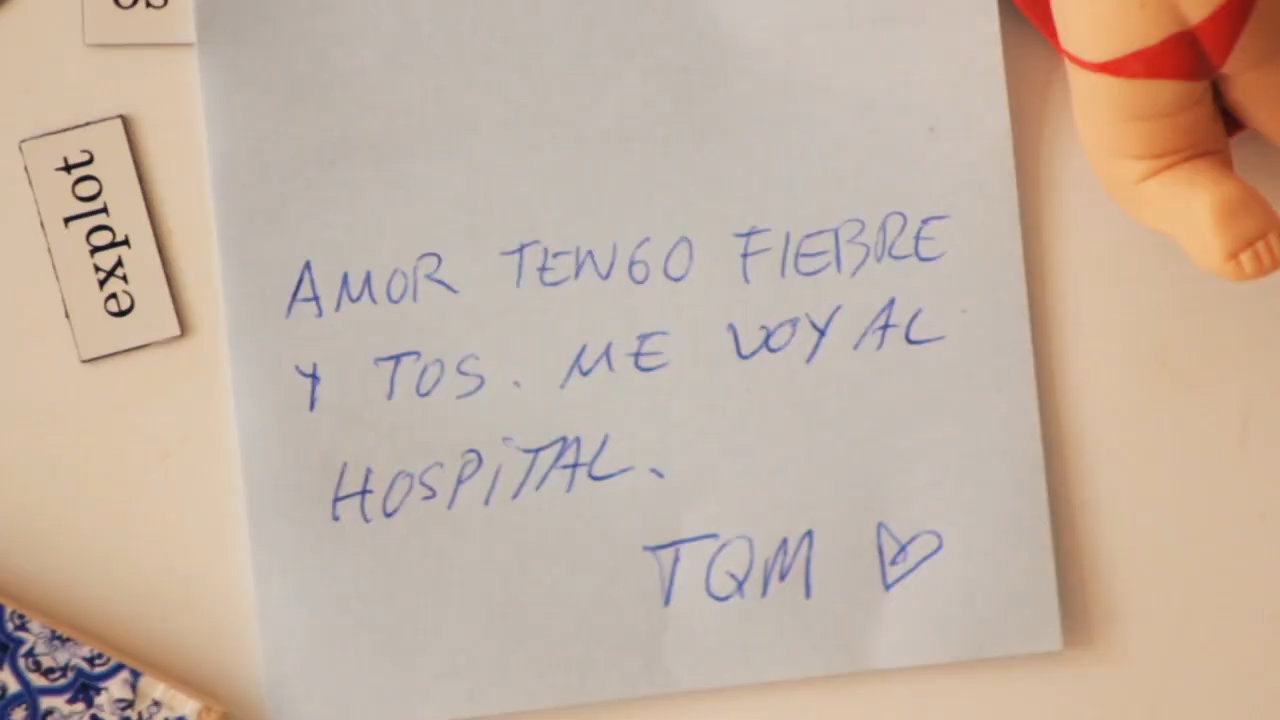 explot
AMOR TENGO FIEBRE
Y TOS. ME VOY AL
HOSPITAL.
TQM